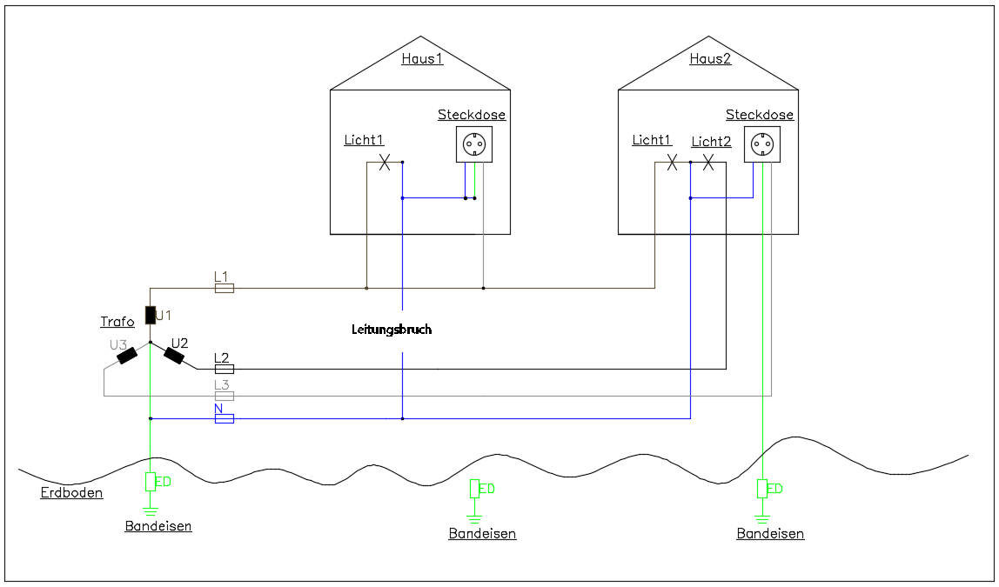 Haus1
Haus2
Steckdose
Steckdose
Licht1
Licht1
Licht2
L1
U1
Trafo
Leitungsbruch
U3
U2
L2
L3
N
ED
ED
ED
Erdboden
Bandeisen
Bandeisen
Bandeisen